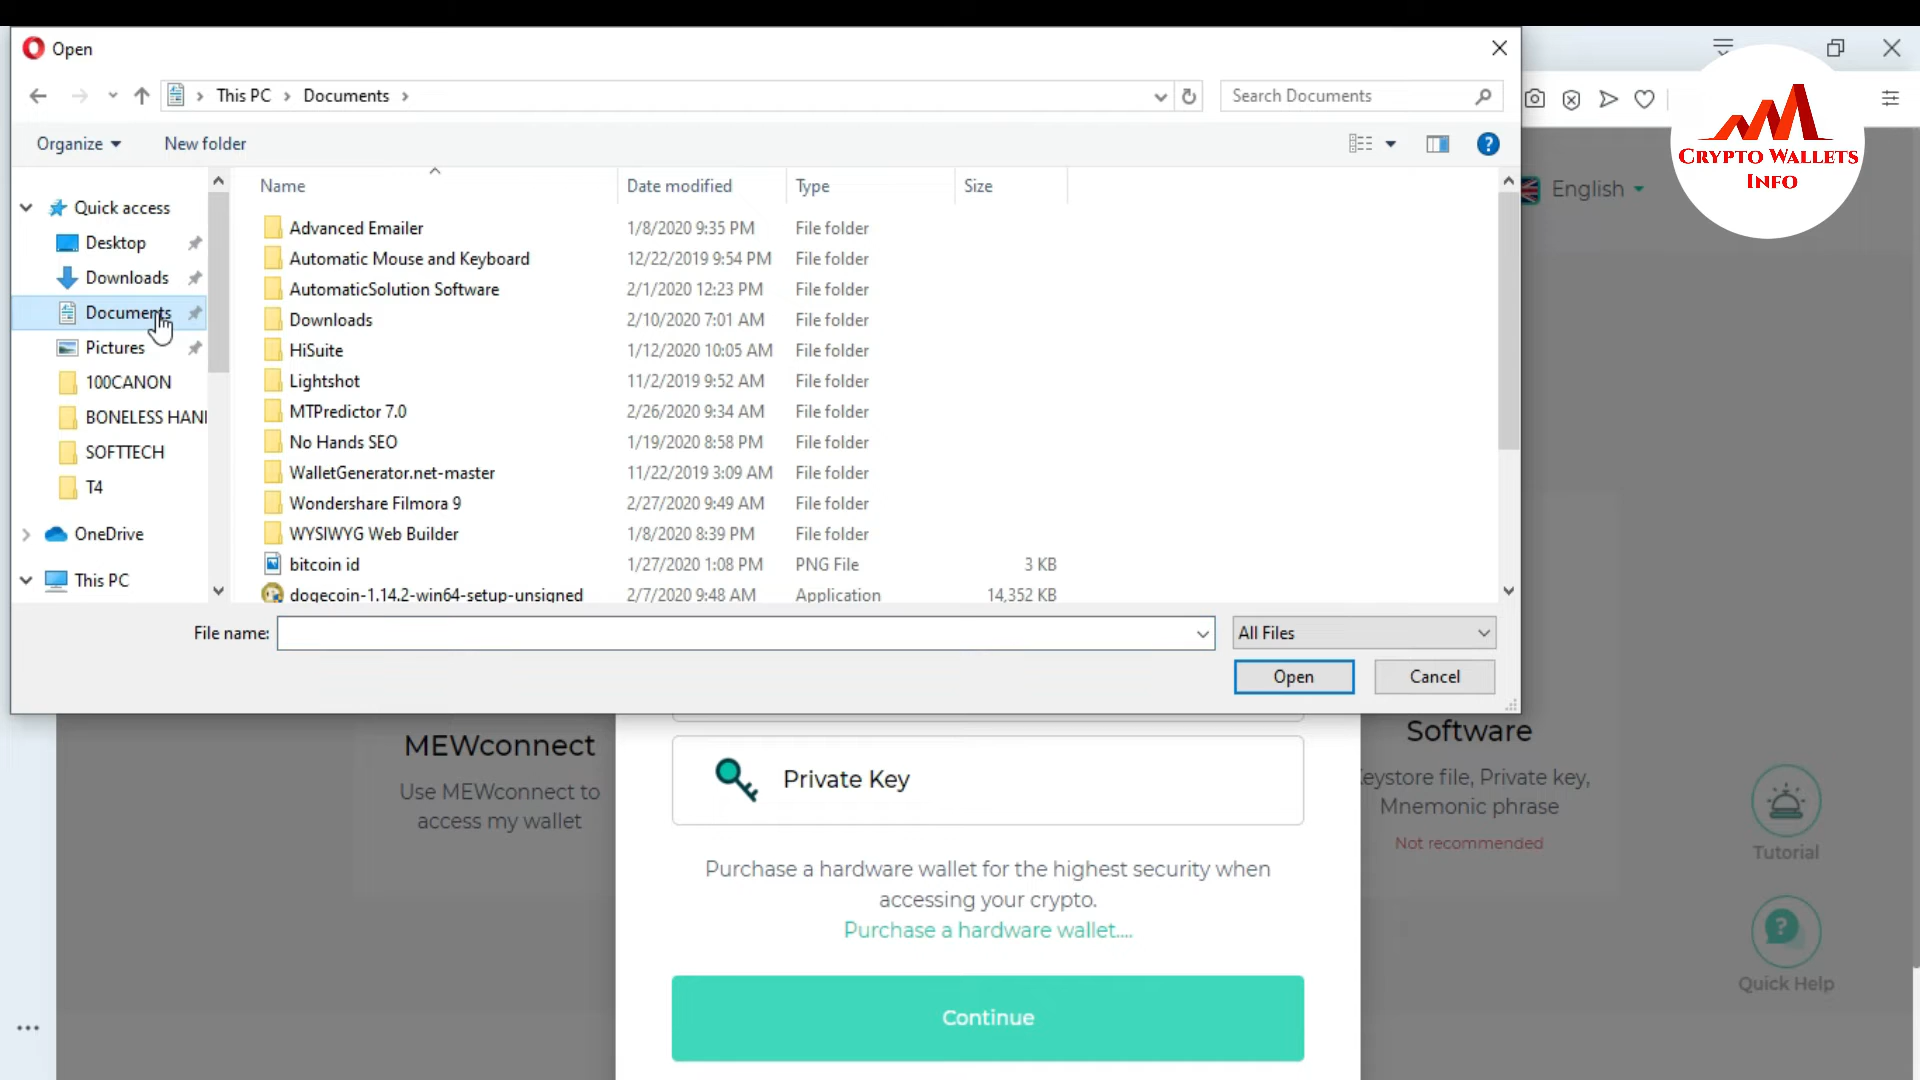 Open
This PC > Documents >
Search Documents
Organize
New folder
Name
Date modified
Type
Size
Quick access
Desktop
Downloads
Documents
Pictures
100CANON
BONELESS HANI
SOFTTECH
T4
OneDrive
This PC
Advanced Emailer 1/8/2020 9:35 PM File folder
Automatic Mouse and Keyboard 12/22/2019 9:54 PM File folder
AutomaticSolution Software 2/1/2020 12:23 PM File folder
Downloads 2/10/2020 7:01 AM File folder
HiSuite 1/12/2020 10:05 AM File folder
Lightshot 11/2/2019 9:52 AM File folder
MTPredictor 7.0 2/26/2020 9:34 AM File folder
No Hands SEO 1/19/2020 8:58 PM File folder
WalletGenerator.net-master 11/22/2019 3:09 AM File folder
Wondershare Filmora 9 2/27/2020 9:49 AM File folder
WYSIWYG Web Builder 1/8/2020 8:39 PM File folder
bitcoin id 1/27/2020 1:08 PM PNG File 3 KB
dogecoin-1.14.2-win64-setup-unsigned 2/7/2020 9:48 AM Application 14,352 KB
File name:
All Files
Open
Cancel
CRYPTO WALLETS
INFO
English
MEWconnect
Use MEWconnect to
access my wallet
Private Key
Purchase a hardware wallet for the highest security when
accessing your crypto.
Purchase a hardware wallet....
Continue
Software
eystore file, Private key,
Mnemonic phrase
Not recommended
Tutorial
Quick Help